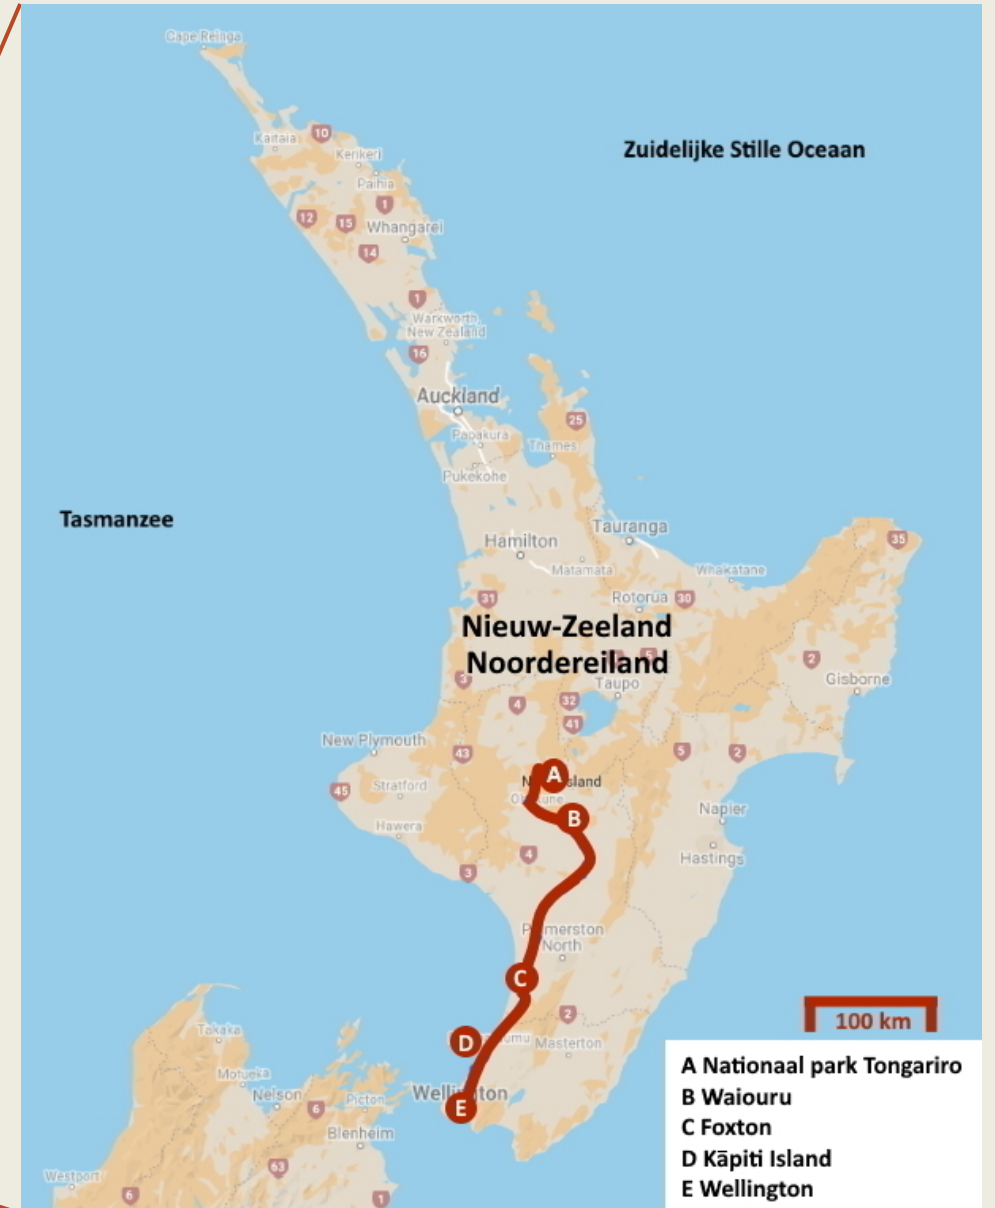 Cape Reinga
Kaitaia
10
Kerikeri
Paihia
1
12
15
Whangarei
14
Zuidelijke Stille Oceaan
1
Warkworth,
New Zealand
16
Auckland
25
Papakura
Thames
Pukekohe
Tasmanzee
Tauranga
Hamilton
35
Matamata
Whakatane
31
Rotorua
30
Nieuw-Zeeland
Noordereiland
5
2
3
Taupo
Gisborne
4
32
41
New Plymouth
43
5
2
A
45
Stratford
B
Napier
Hawera
4
Hastings
3
North
C
2
100 km
Takaka
D
Masterton
Motueka
Nelson
Picton
Wellington
6
E
Blenheim
63
Westport
6
1
A Nationaal park Tongariro
B Waiouru
C Foxton
D Kāpiti Island
E Wellington